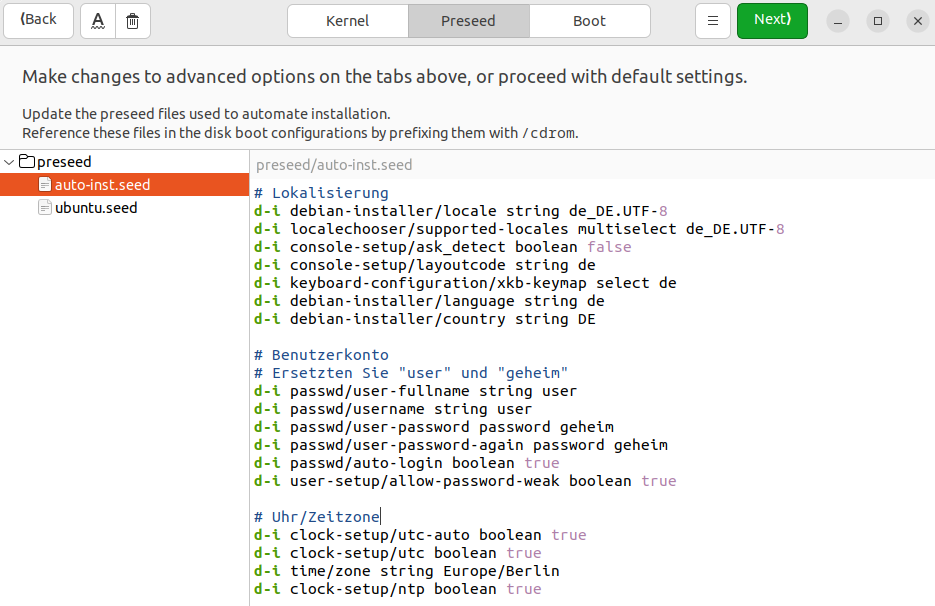 ⟨Back
A
Kernel
Preseed
Boot
Next⟩
Make changes to advanced options on the tabs above, or proceed with default settings.
Update the preseed files used to automate installation.
Reference these files in the disk boot configurations by prefixing them with /cdrom.
preseed
auto-inst.seed
ubuntu.seed
preseed/auto-inst.seed
# Lokalisierung
d-i debian-installer/locale string de_DE.UTF-8
d-i localechooser/supported-locales multiselect de_DE.UTF-8
d-i console-setup/ask_detect boolean false
d-i console-setup/layoutcode string de
d-i keyboard-configuration/xkb-keymap select de
d-i debian-installer/language string de
d-i debian-installer/country string DE
# Benutzerkonto
# Ersetzten Sie "user" und "geheim"
d-i passwd/user-fullname string user
d-i passwd/username string user
d-i passwd/user-password password geheim
d-i passwd/user-password-again password geheim
d-i passwd/auto-login boolean true
d-i user-setup/allow-password-weak boolean true
# Uhr/Zeitzone
d-i clock-setup/utc-auto boolean true
d-i clock-setup/utc boolean true
d-i time/zone string Europe/Berlin
d-i clock-setup/ntp boolean true